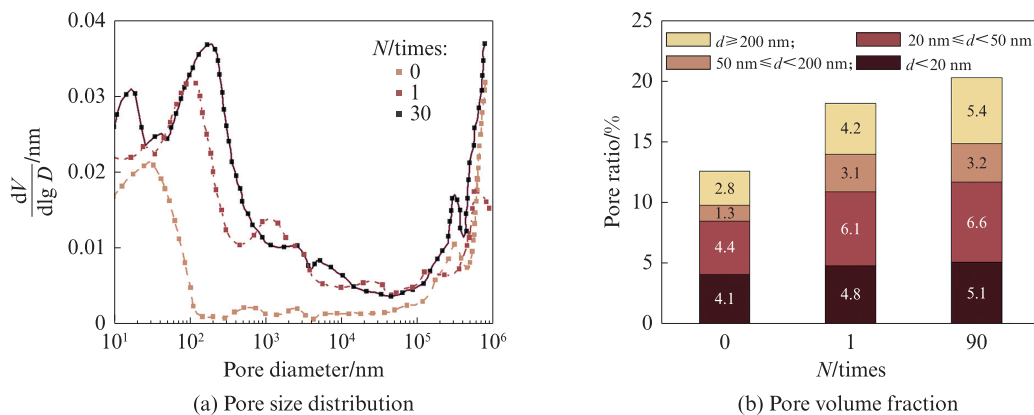 0.04
0.03
0.02
0.01
0
dV
dlg D
/nm
N/times:
0
1
30
10¹ 10² 10³ 10⁴ 10⁵ 10⁶
Pore diameter/nm
(a) Pore size distribution
25
20
15
10
5
0
Pore ratio/%
d≥200 nm; 20 nm≤d<50 nm
50 nm≤d<200 nm; d<20 nm
2.8
1.3
4.4
4.1
4.2
3.1
6.1
4.8
5.4
3.2
6.6
5.1
0 1 90
N/times
(b) Pore volume fraction